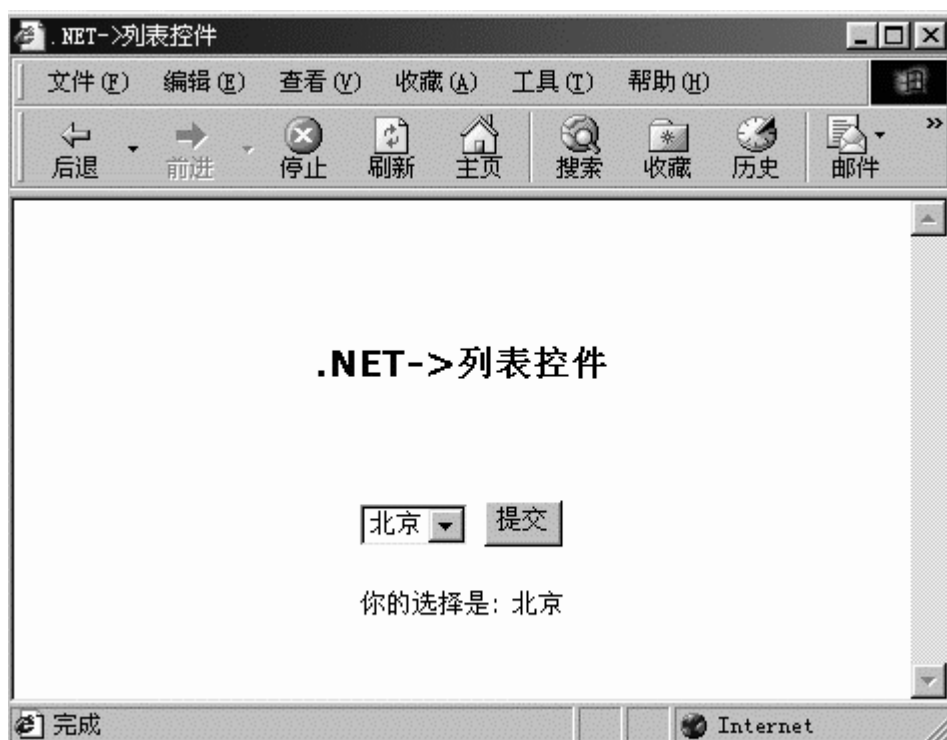 .NET->列表控件
文件(F) 编辑(E) 查看(V) 收藏(A) 工具(T) 帮助(H)
后退 前进 停止 刷新 主页 搜索 收藏 历史 邮件 »
.NET->列表控件
北京 提交
你的选择是: 北京
完成 Internet